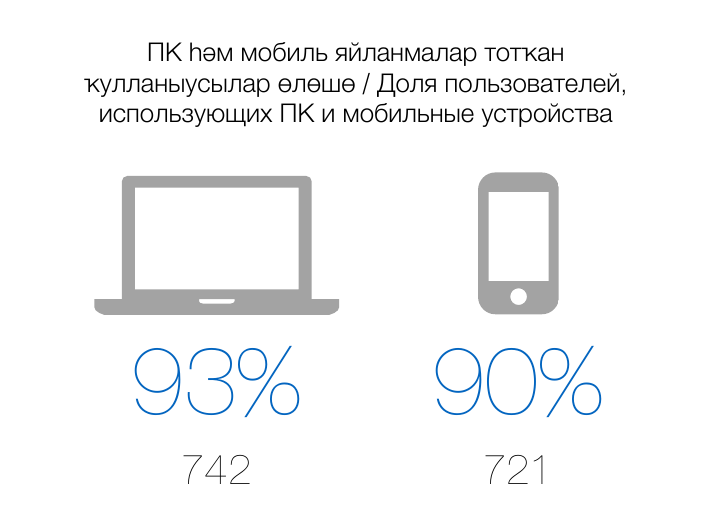 ПК һәм мобиль яйланмалар тотҡан
ҡулланыусылар өлөшө / Доля пользователей,
использующих ПК и мобильные устройства
93% 90%
742 721